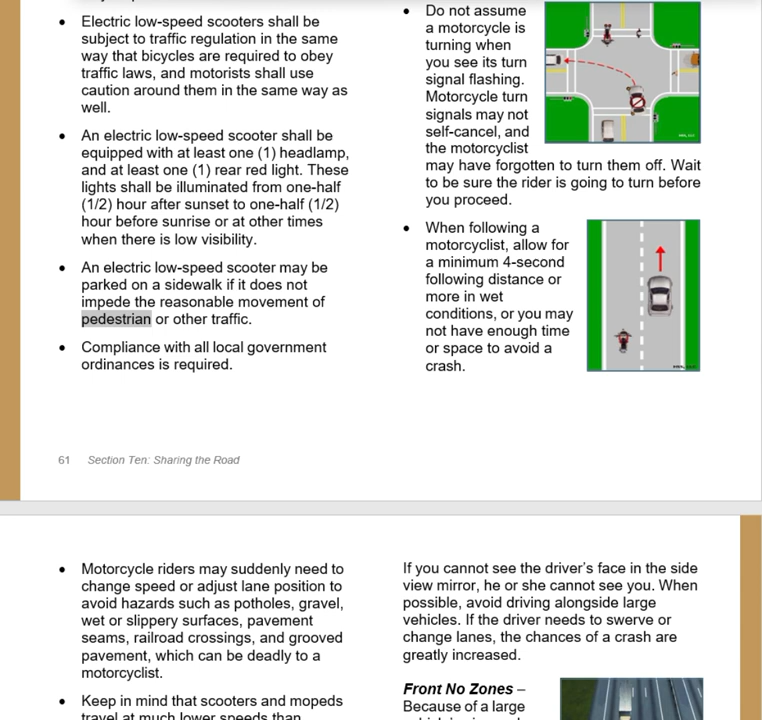 • Electric low-speed scooters shall be
subject to traffic regulation in the same
way that bicycles are required to obey
traffic laws, and motorists shall use
caution around them in the same way as
well.
• An electric low-speed scooter shall be
equipped with at least one (1) headlamp,
and at least one (1) rear red light. These
lights shall be illuminated from one-half
(1/2) hour after sunset to one-half (1/2)
hour before sunrise or at other times
when there is low visibility.
• An electric low-speed scooter may be
parked on a sidewalk if it does not
impede the reasonable movement of
pedestrian or other traffic.
• Compliance with all local government
ordinances is required.
• Do not assume
a motorcycle is
turning when
you see its turn
signal flashing.
Motorcycle turn
signals may not
self-cancel, and
the motorcyclist
may have forgotten to turn them off. Wait
to be sure the rider is going to turn before
you proceed.
• When following a
motorcyclist, allow for
a minimum 4-second
following distance or
more in wet
conditions, or you may
not have enough time
or space to avoid a
crash.
61 Section Ten: Sharing the Road
• Motorcycle riders may suddenly need to
change speed or adjust lane position to
avoid hazards such as potholes, gravel,
wet or slippery surfaces, pavement
seams, railroad crossings, and grooved
pavement, which can be deadly to a
motorcyclist.
• Keep in mind that scooters and mopeds
travel at much lower speeds than
If you cannot see the driver's face in the side
view mirror, he or she cannot see you. When
possible, avoid driving alongside large
vehicles. If the driver needs to swerve or
change lanes, the chances of a crash are
greatly increased.
Front No Zones –
Because of a large